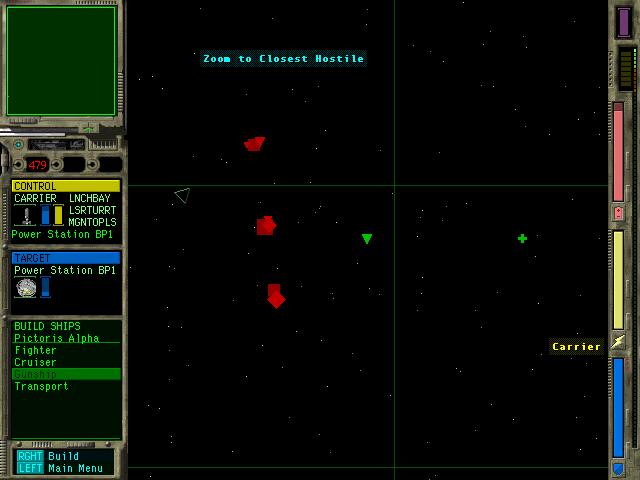 Zoom to Closest Hostile
479
CONTROL
CARRIER LNCHBAY
LSRTURRT
MGNTOPLS
Power Station BP1
TARGET
Power Station BP1
BUILD SHIPS
Pictoris Alpha
Fighter
Cruiser
Gunship
Transport
RGHT Build
LEFT Main Menu
Carrier